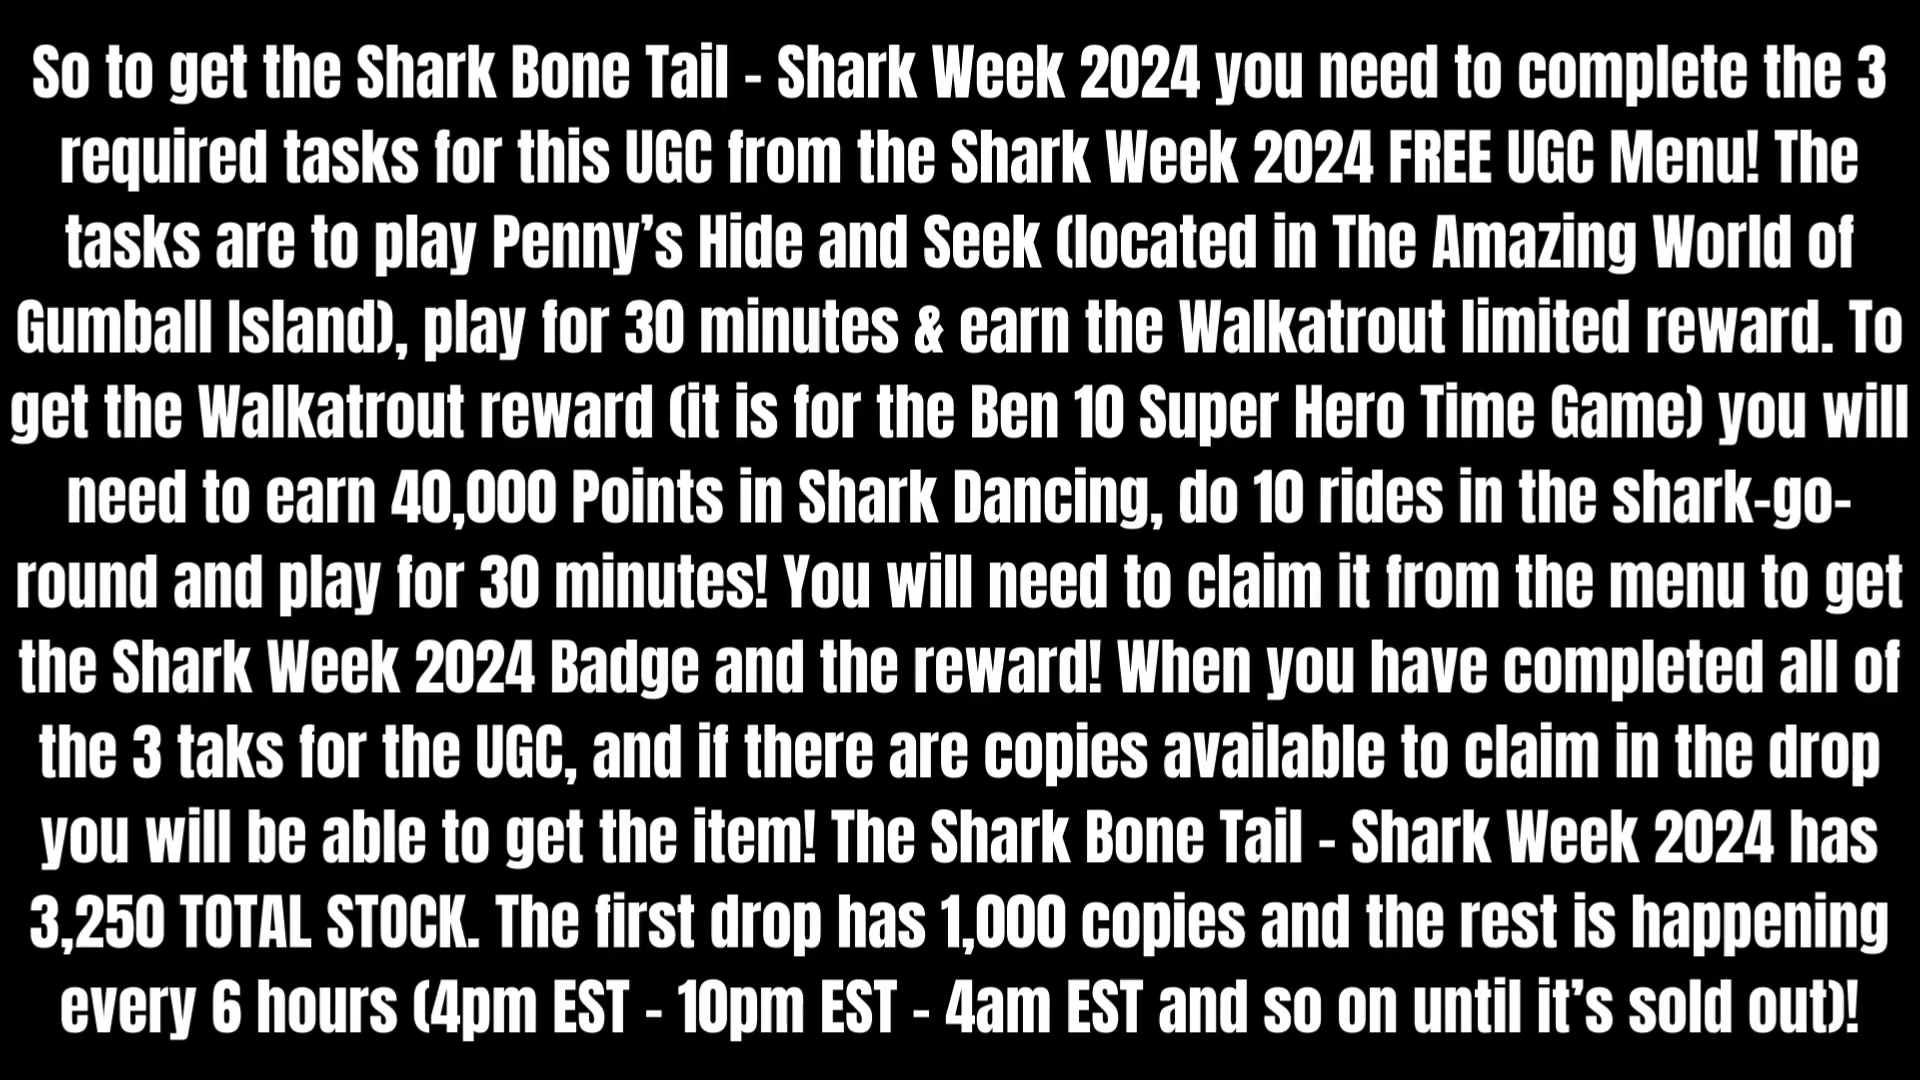 So to get the Shark Bone Tail - Shark Week 2024 you need to complete the 3
required tasks for this UGC from the Shark Week 2024 FREE UGC Menu! The
tasks are to play Penny’s Hide and Seek (located in The Amazing World of
Gumball Island), play for 30 minutes & earn the Walkatrout limited reward. To
get the Walkatrout reward (it is for the Ben 10 Super Hero Time Game) you will
need to earn 40,000 Points in Shark Dancing, do 10 rides in the shark-go-
round and play for 30 minutes! You will need to claim it from the menu to get
the Shark Week 2024 Badge and the reward! When you have completed all of
the 3 taks for the UGC, and if there are copies available to claim in the drop
you will be able to get the item! The Shark Bone Tail - Shark Week 2024 has
3,250 TOTAL STOCK. The first drop has 1,000 copies and the rest is happening
every 6 hours (4pm EST - 10pm EST - 4am EST and so on until it’s sold out)!